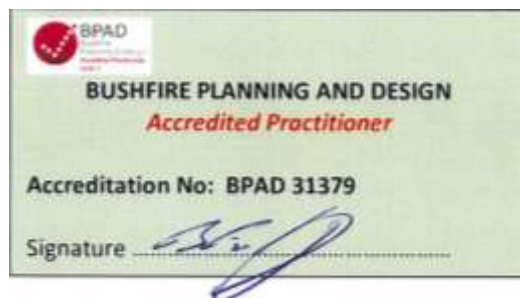 BPAD
BUSHFIRE PLANNING AND DESIGN
Accredited Practitioner
Accreditation No: BPAD 31379
Signature